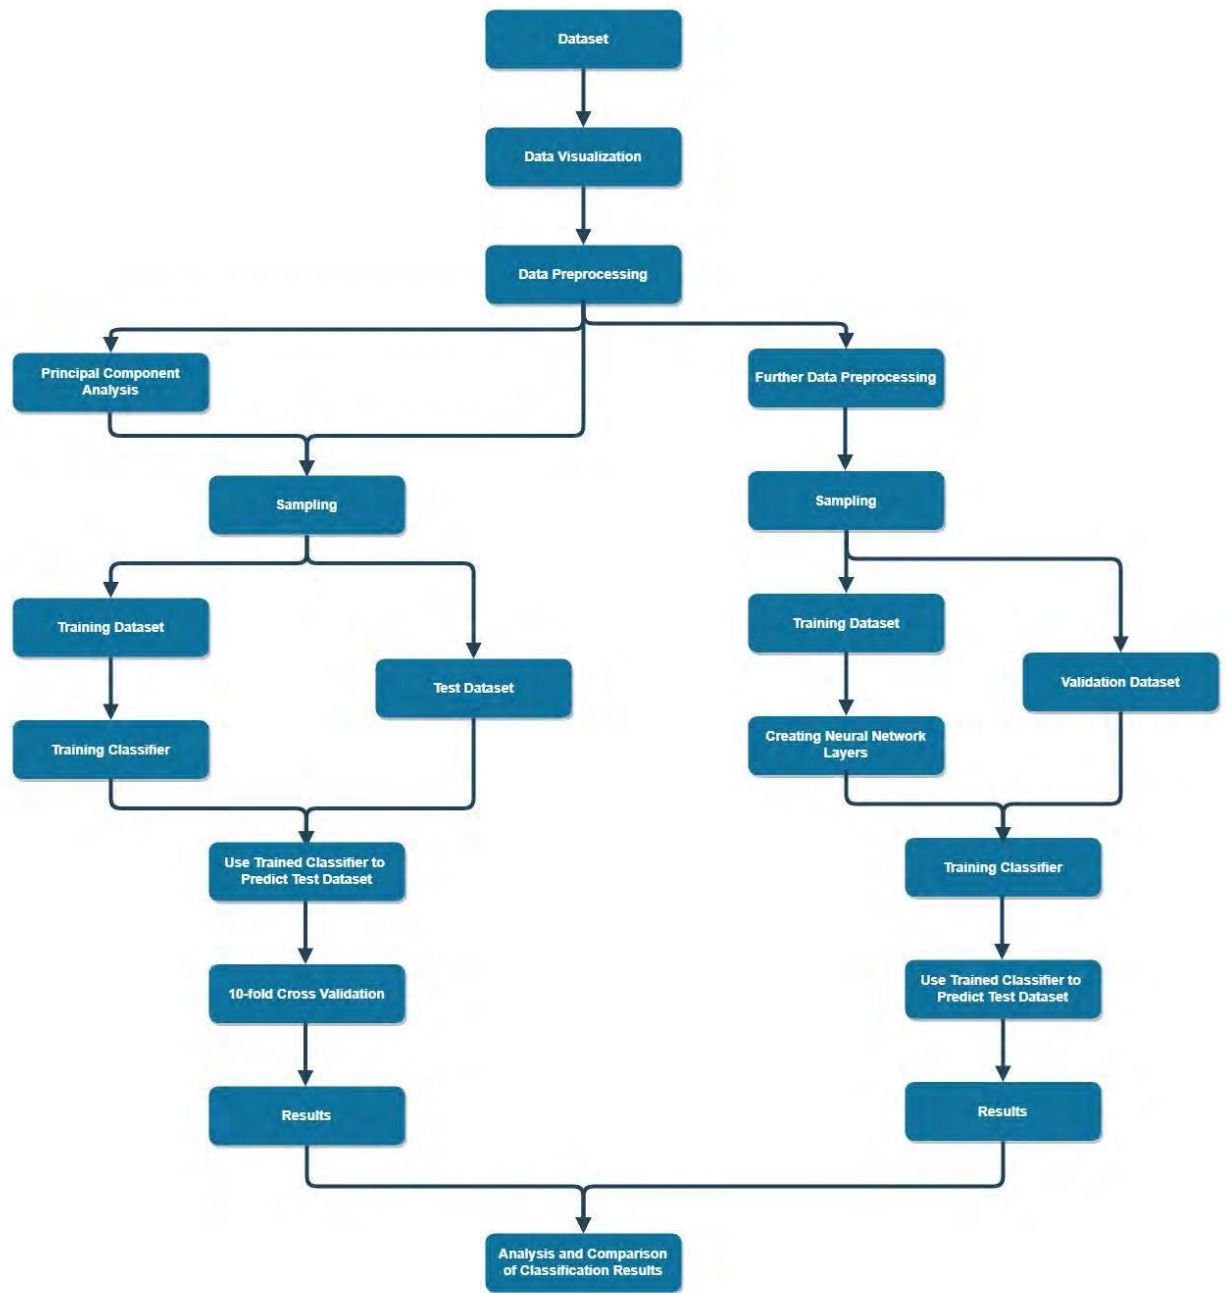 Dataset
Data Visualization
Data Preprocessing
Principal Component
Analysis
Further Data Preprocessing
Sampling
Sampling
Training Dataset
Test Dataset
Training Dataset
Validation Dataset
Training Classifier
Creating Neural Network
Layers
Use Trained Classifier to
Predict Test Dataset
Training Classifier
10-fold Cross Validation
Use Trained Classifier to
Predict Test Dataset
Results
Results
Analysis and Comparison
of Classification Results